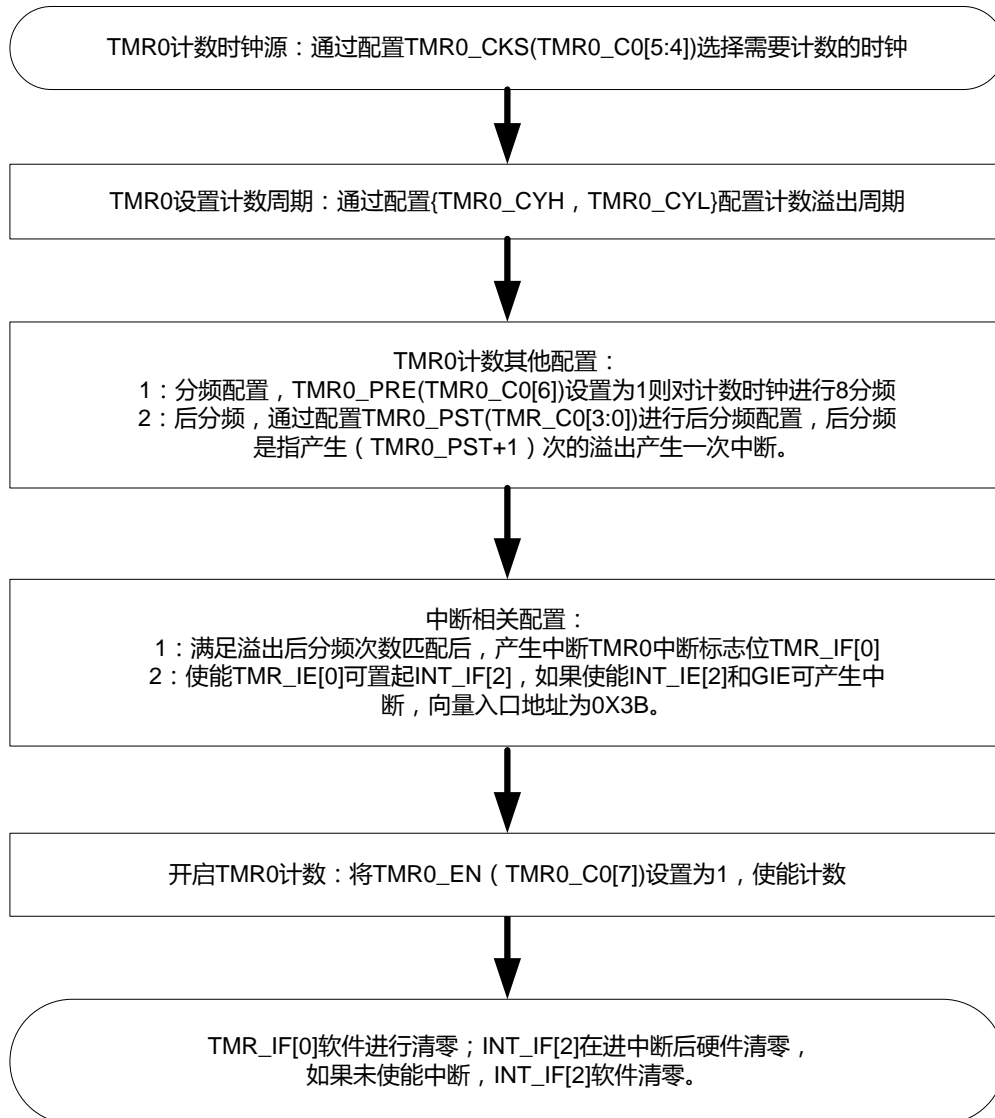 TMR0计数时钟源：通过配置TMR0_CKS(TMR0_C0[5:4])选择需要计数的时钟
TMR0设置计数周期：通过配置{TMR0_CYH，TMR0_CYL}配置计数溢出周期
TMR0计数其他配置：
1：分频配置，TMR0_PRE(TMR0_C0[6])设置为1则对计数时钟进行8分频
2：后分频，通过配置TMR0_PST(TMR_C0[3:0])进行后分频配置，后分频
是指产生（TMR0_PST+1）次的溢出产生一次中断。
中断相关配置：
1：满足溢出后分频次数匹配后，产生中断TMR0中断标志位TMR_IF[0]
2：使能TMR_IE[0]可置起INT_IF[2]，如果使能INT_IE[2]和GIE可产生中
断，向量入口地址为0X3B。
开启TMR0计数：将TMR0_EN（TMR0_C0[7])设置为1，使能计数
TMR_IF[0]软件进行清零；INT_IF[2]在进中断后硬件清零，
如果未使能中断，INT_IF[2]软件清零。